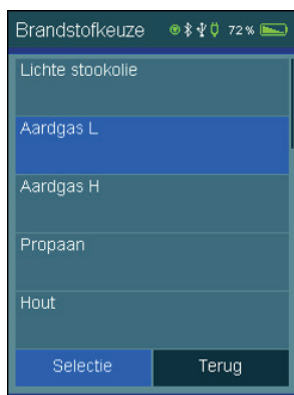 Brandstofkeuze 72 %
Lichte stookolie
Aardgas L
Aardgas H
Propaan
Hout
Selectie Terug